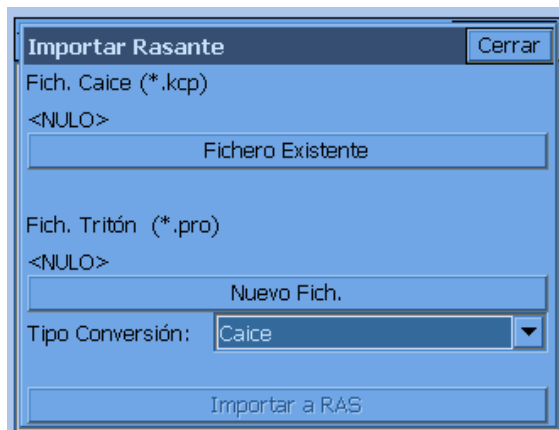 Importar Rasante Cerrar
Fich. Caice (*.kcp)
<NULO>
Fichero Existente
Fich. Tritón (*.pro)
<NULO>
Nuevo Fich.
Tipo Conversión: Caice
Importar a RAS